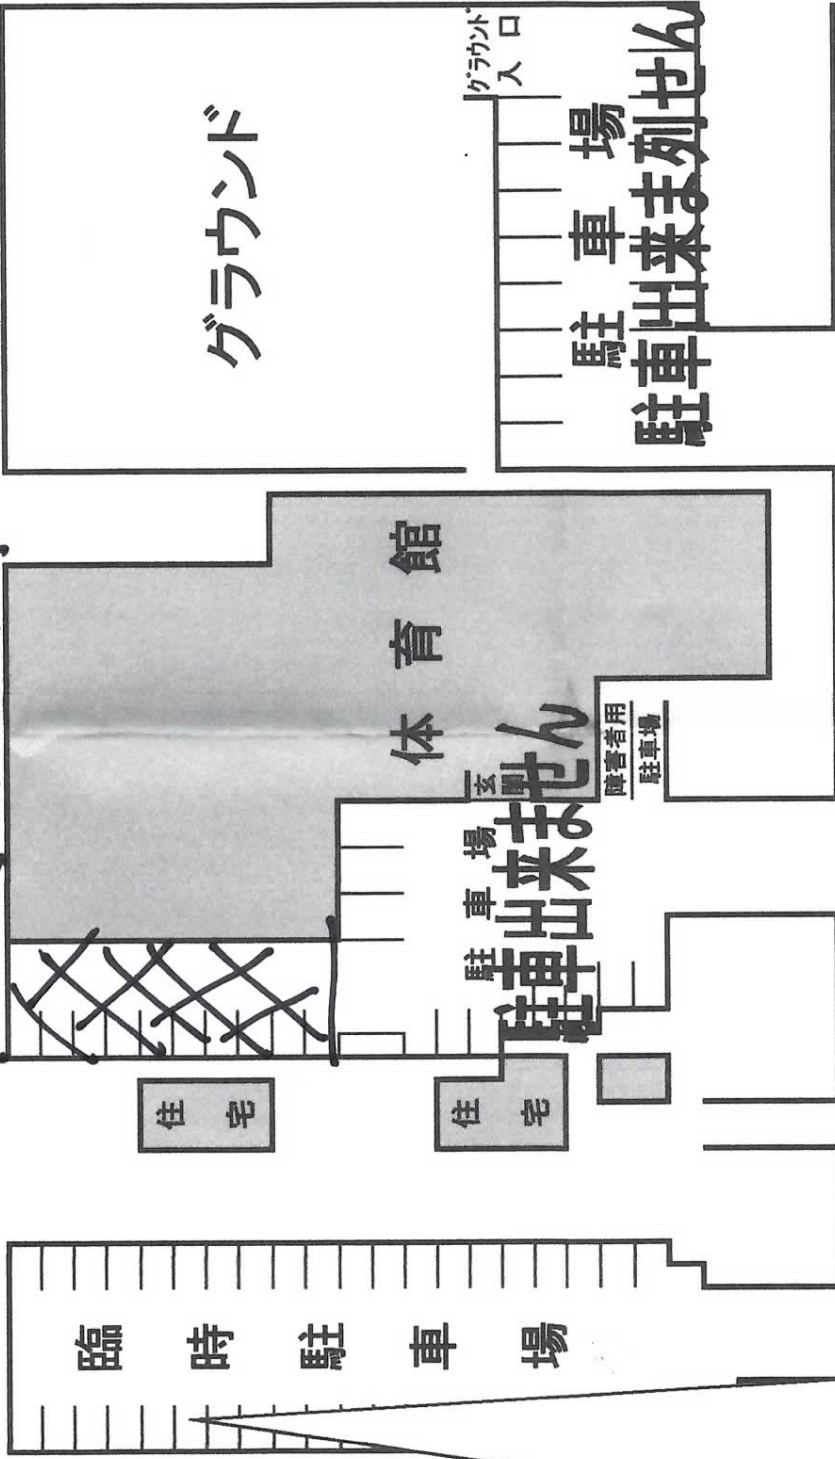 グラウンド
グラウンド
入口
駐車場
駐車出来ま列せん
体育館
玄関
障害者用
駐車場
駐車場
駐車出来ません
住宅
住宅
臨時駐車場